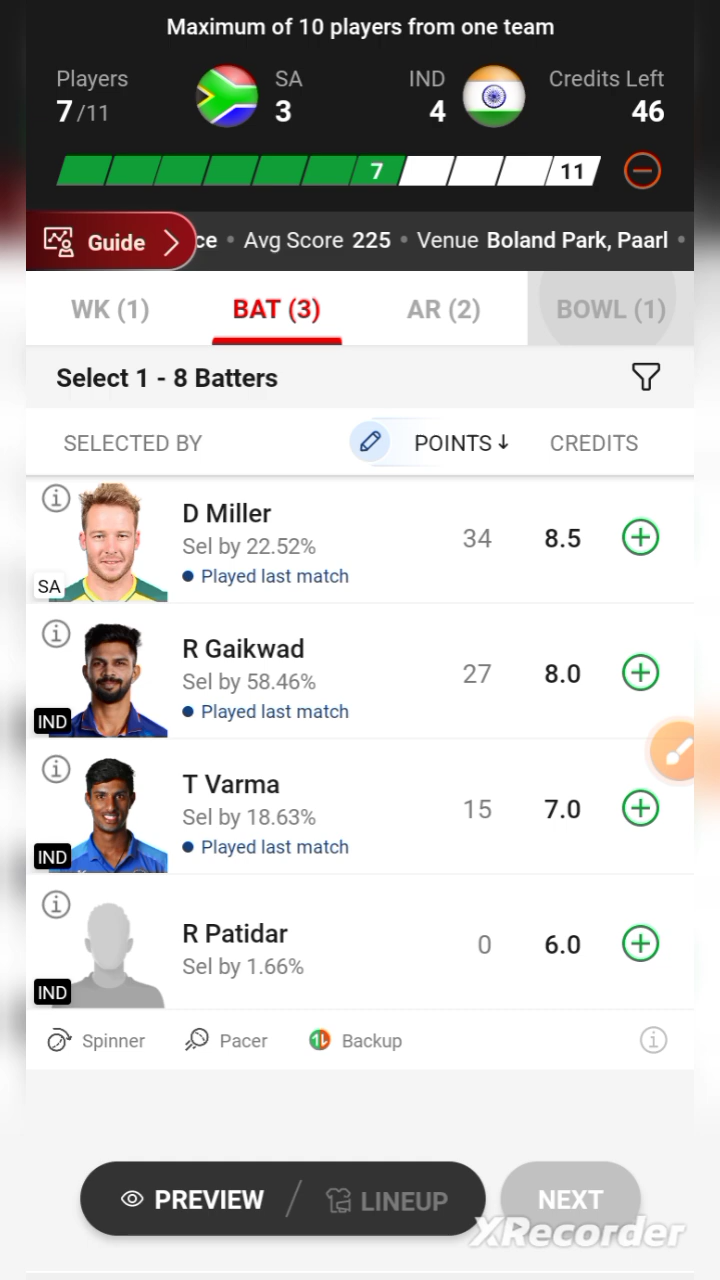 Maximum of 10 players from one team
Players SA IND Credits Left
7/11 3 4 46
7 11
Guide ce • Avg Score 225 • Venue Boland Park, Paarl •
WK (1) BAT (3) AR (2) BOWL (1)
Select 1 - 8 Batters
SELECTED BY POINTS↓ CREDITS
D Miller
Sel by 22.52% 34 8.5
Played last match
SA
R Gaikwad
Sel by 58.46% 27 8.0
Played last match
IND
T Varma
Sel by 18.63% 15 7.0
Played last match
IND
R Patidar
Sel by 1.66% 0 6.0
IND
Spinner Pacer Backup
PREVIEW / LINEUP NEXT
XRecorder